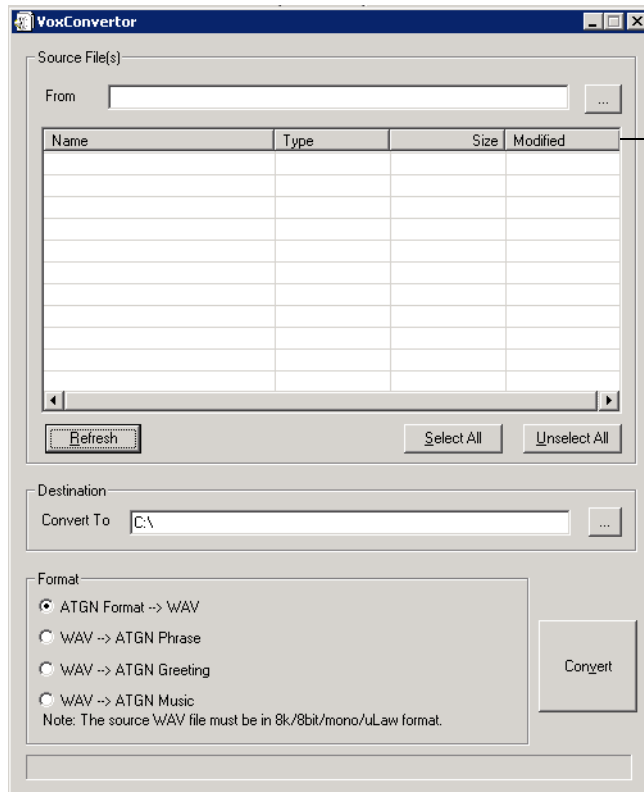 VoxConvertor
Source File(s)
From
...
Name Type Size Modified
Refresh Select All Unselect All
Destination
Convert To C:\ ...
Format
ATGN Format --> WAV
WAV --> ATGN Phrase
WAV --> ATGN Greeting
WAV --> ATGN Music
Note: The source WAV file must be in 8k/8bit/mono/uLaw format.
Convert